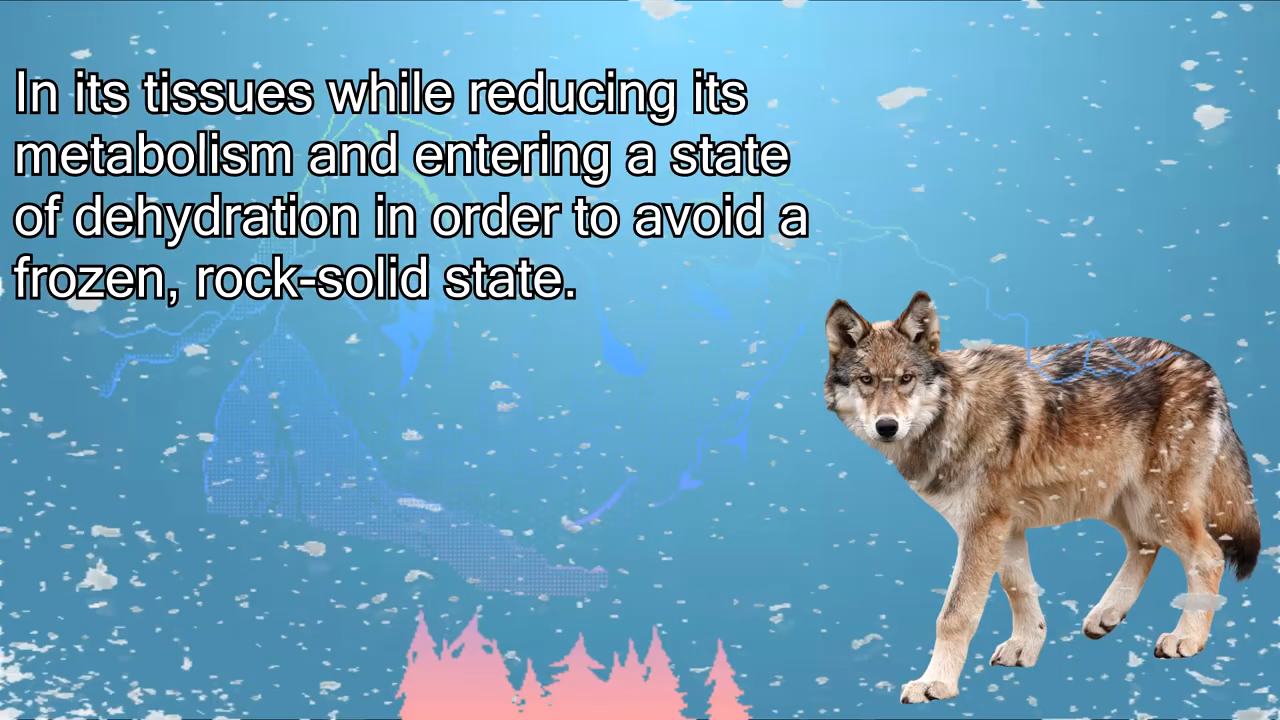 In its tissues while reducing its
metabolism and entering a state
of dehydration in order to avoid a
frozen, rock-solid state.